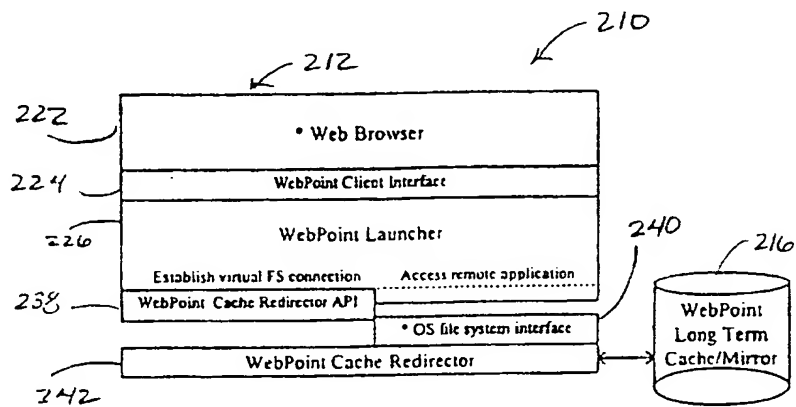 210
212
222
• Web Browser
224
WebPoint Client Interface
226
WebPoint Launcher
240
216
Establish virtual FS connection
Access remote application
238
WebPoint Cache Redirector API
WebPoint
Long Term
Cache/Mirror
• OS file system interface
WebPoint Cache Redirector
342